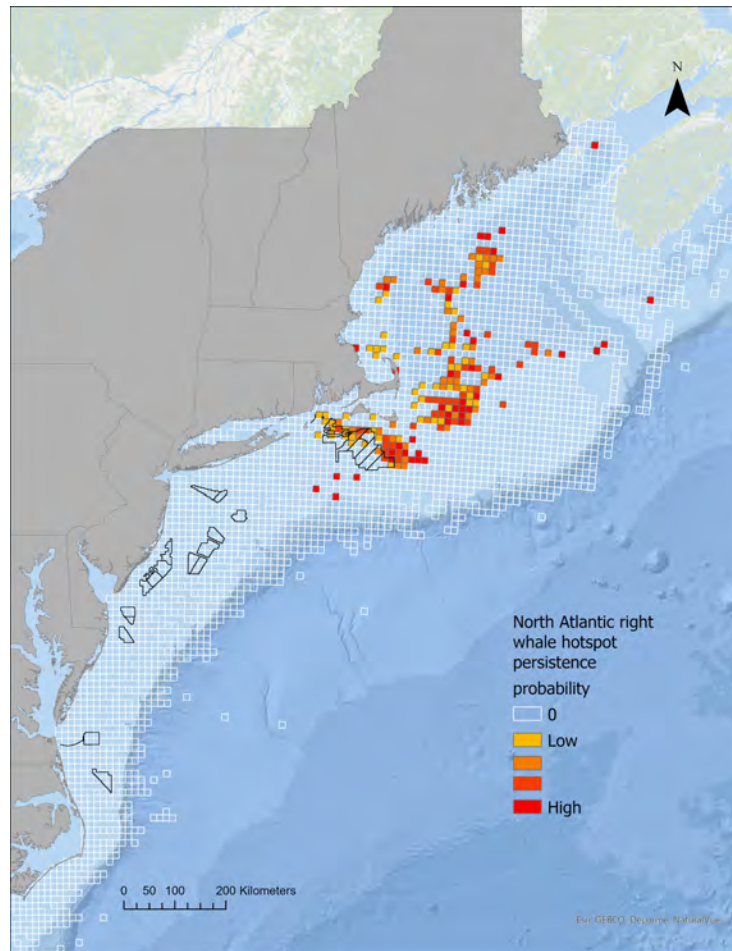 N
North Atlantic right
whale hotspot
persistence
probability
0
Low
High
0 50 100 200 Kilometers
Esri, GEBCO, DeLorme, NaturalVue